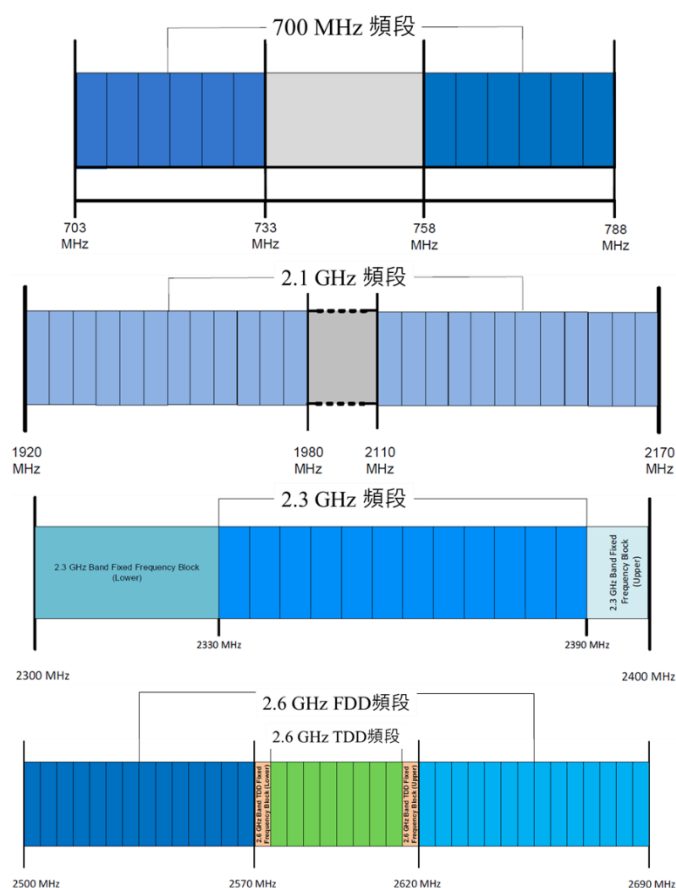 700 MHz 頻段
703
MHz
733
MHz
758
MHz
788
MHz
2.1 GHz 頻段
1920
MHz
1980
MHz
2110
MHz
2170
MHz
2.3 GHz 頻段
2.3 GHz Band Fixed Frequency Block
(Lower)
2.3 GHz Band Fixed
Frequency Block
(Upper)
2330 MHz
2390 MHz
2300 MHz
2400 MHz
2.6 GHz FDD頻段
2.6 GHz TDD頻段
2.6 GHz Band TDD Fixed
Frequency Block (Lower)
2.6 GHz Band TDD Fixed
Frequency Block (Upper)
2500 MHz
2570 MHz
2620 MHz
2690 MHz